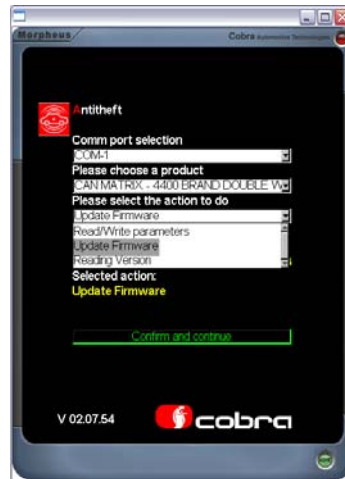 Morpheus
Cobra Automotive Technologies
Antitheft
Comm port selection
COM-1
Please choose a product
CAN MATRIX - 4400 BRAND DOUBLE W
Please select the action to do
Update Firmware
Read/Write parameters
Update Firmware
Reading Version
Selected action:
Update Firmware
Confirm and continue
V 02.07.54
cobra